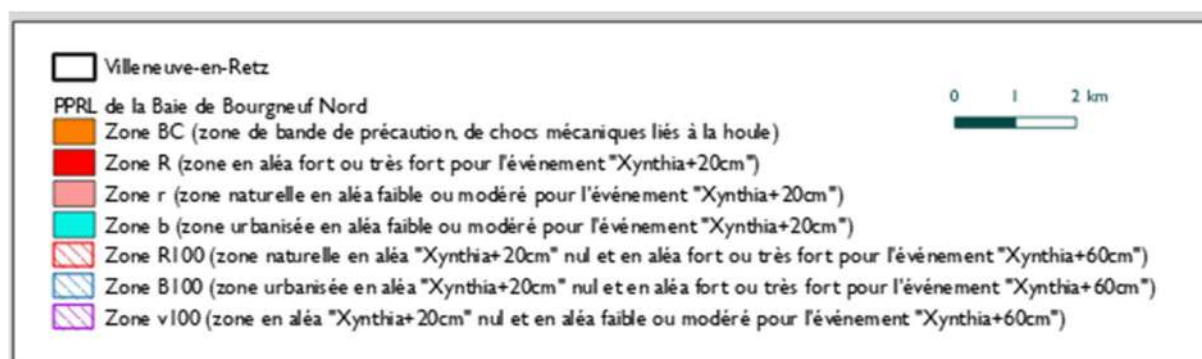 Villeneuve-en-Retz
0 1 2 km
PPRL de la Baie de Bourgneuf Nord
Zone BC (zone de bande de précaution, de chocs mécaniques liés à la houle)
Zone R (zone en aléa fort ou très fort pour l'événement "Xynthia+20cm")
Zone r (zone naturelle en aléa faible ou modéré pour l'événement "Xynthia+20cm")
Zone b (zone urbanisée en aléa faible ou modéré pour l'événement "Xynthia+20cm")
Zone R100 (zone naturelle en aléa "Xynthia+20cm" nul et en aléa fort ou très fort pour l'événement "Xynthia+60cm")
Zone B100 (zone urbanisée en aléa "Xynthia+20cm" nul et en aléa fort ou très fort pour l'événement "Xynthia+60cm")
Zone v100 (zone en aléa "Xynthia+20cm" nul et en aléa faible ou modéré pour l'événement "Xynthia+60cm")